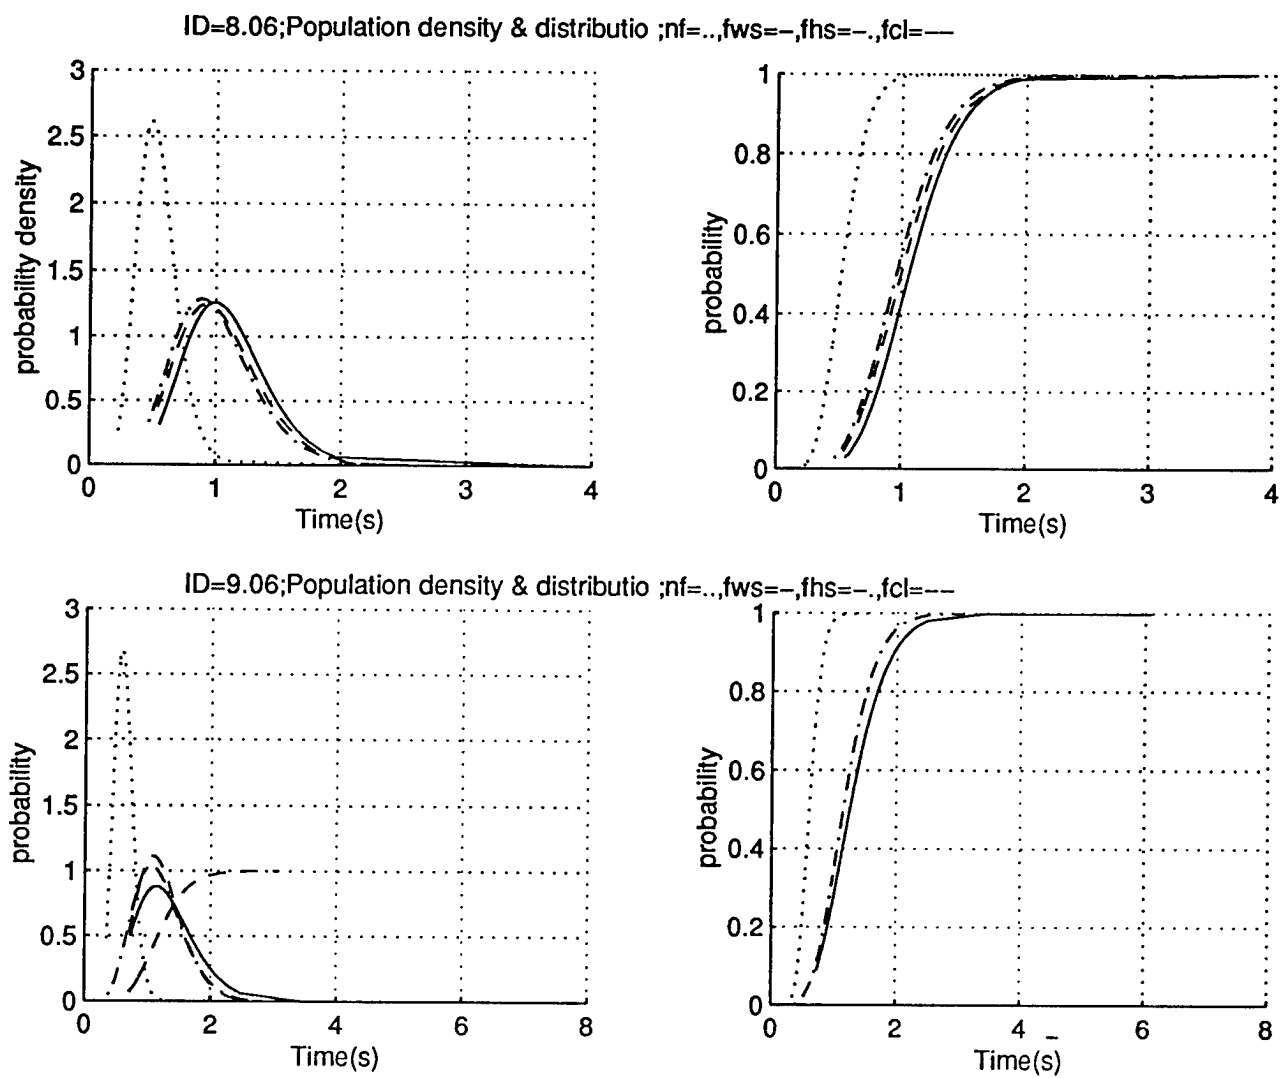 ID=8.06;Population density & distributio ;nf=..,fws=-,fhs=-.,fcl=--
3
2.5
2
1.5
1
0.5
0
probability density
0 1 2 3 4
Time(s)
1
0.8
0.6
0.4
0.2
0
probability
0 1 2 3 4
Time(s)
ID=9.06;Population density & distributio ;nf=..,fws=-,fhs=-.,fcl=--
3
2.5
2
1.5
1
0.5
0
probability
0 2 4 6 8
Time(s)
1
0.8
0.6
0.4
0.2
0
probability
0 2 4 6 8
Time(s)